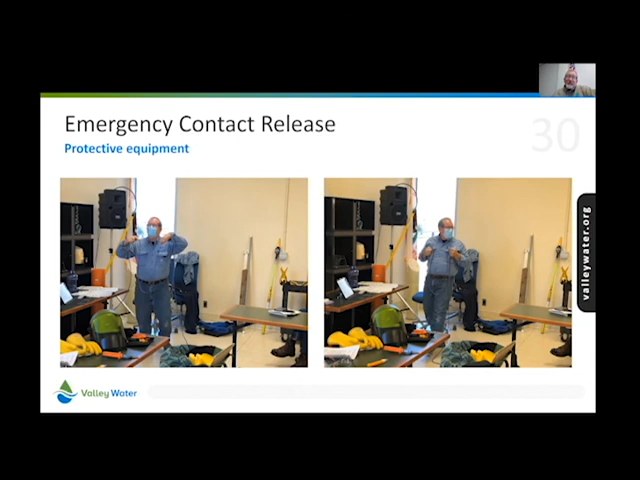 Emergency Contact Release
Protective equipment
30
valleywater.org
Valley Water